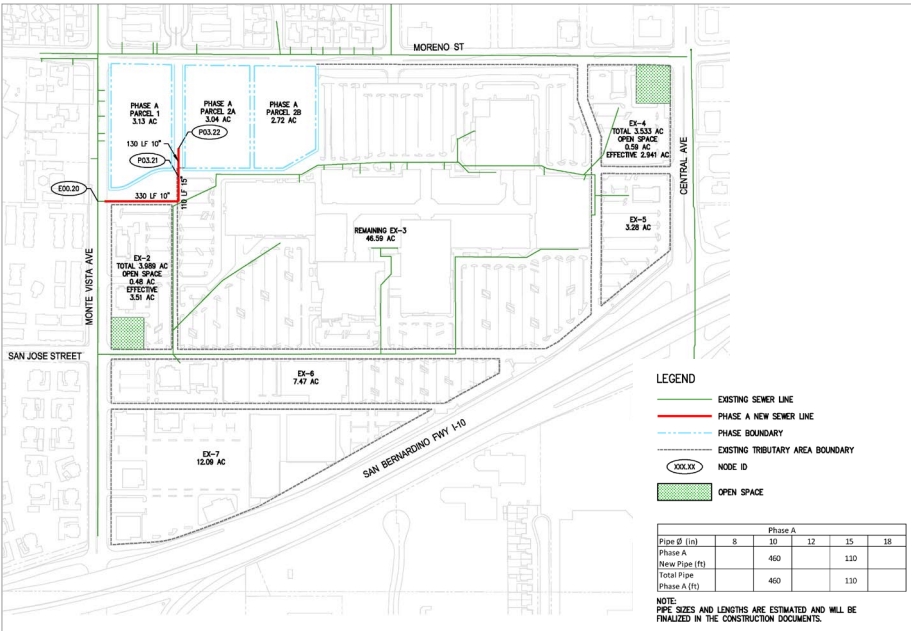 MORENO ST
PHASE A
PARCEL 1
3.13 AC
PHASE A
PARCEL 2A
3.04 AC
PHASE A
PARCEL 2B
2.72 AC
P03.22
130 LF 10"
P03.21
110 LF 15"
E00.20
330 LF 10"
EX-4
TOTAL 3.533 AC
OPEN SPACE
0.59 AC
EFFECTIVE 2.941 AC
CENTRAL AVE
EX-5
3.28 AC
REMAINING EX-3
46.59 AC
MONTE VISTA AVE
EX-2
TOTAL 3.989 AC
OPEN SPACE
0.48 AC
EFFECTIVE
3.51 AC
SAN JOSE STREET
EX-6
7.47 AC
EX-7
12.09 AC
SAN BERNARDINO FWY I-10
LEGEND
EXISTING SEWER LINE
PHASE A NEW SEWER LINE
PHASE BOUNDARY
EXISTING TRIBUTARY AREA BOUNDARY
XXX.XX NODE ID
OPEN SPACE
Phase A
Pipe Ø (in) 8 10 12 15 18
Phase A
New Pipe (ft) 460 110
Total Pipe
Phase A (ft) 460 110
NOTE:
PIPE SIZES AND LENGTHS ARE ESTIMATED AND WILL BE
FINALIZED IN THE CONSTRUCTION DOCUMENTS.